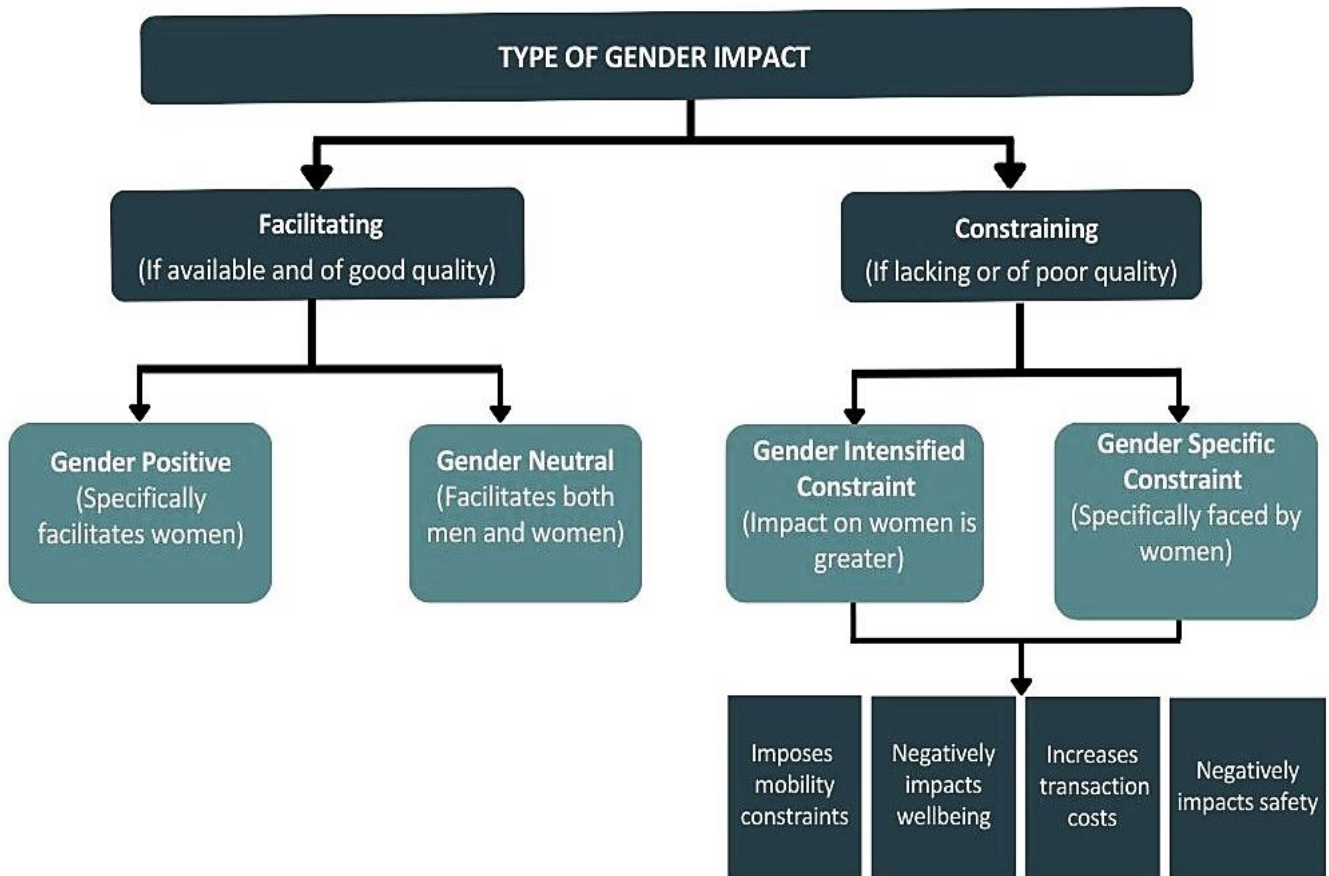 TYPE OF GENDER IMPACT
Facilitating
(If available and of good quality)
Constraining
(If lacking or of poor quality)
Gender Positive
(Specifically
facilitates women)
Gender Neutral
(Facilitates both
men and women)
Gender Intensified
Constraint
(Impact on women is
greater)
Gender Specific
Constraint
(Specifically faced by
women)
Imposes
mobility
constraints
Negatively
impacts
wellbeing
Increases
transaction
costs
Negatively
impacts safety